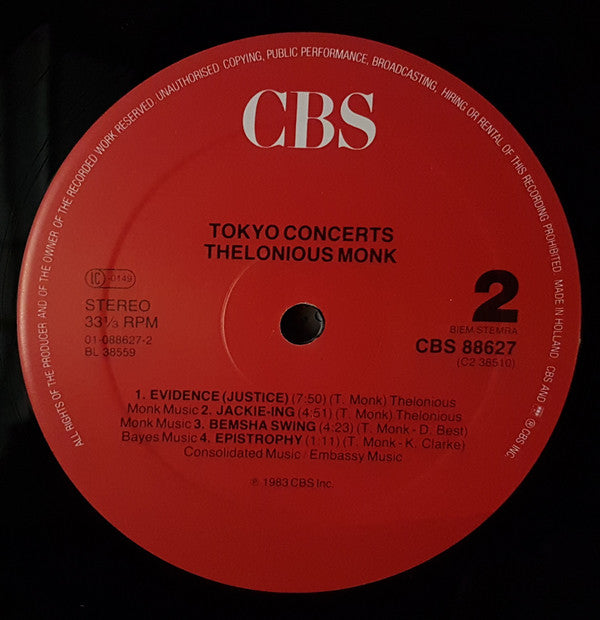 ALL RIGHTS OF THE PRODUCER AND OF THE OWNER OF THE RECORDED WORK RESERVED. UNAUTHORISED COPYING, PUBLIC PERFORMANCE, BROADCASTING, HIRING OR RENTAL OF THIS RECORDING PROHIBITED. MADE IN HOLLAND CBS AND ℗ CBS INC.
CBS
TOKYO CONCERTS
THELONIOUS MONK
LC-0149
STEREO
33⅓ RPM
01-088627-2
BL 38559
2
BIEM/STEMRA
CBS 88627
(C2 38510)
1. EVIDENCE (JUSTICE) (7:50) (T. Monk) Thelonious
Monk Music 2. JACKIE-ING (4:51) (T. Monk) Thelonious
Monk Music 3. BEMSHA SWING (4:23) (T. Monk - D. Best)
Bayes Music 4. EPISTROPHY (1:11) (T. Monk - K. Clarke)
Consolidated Music / Embassy Music
℗ 1983 CBS Inc.